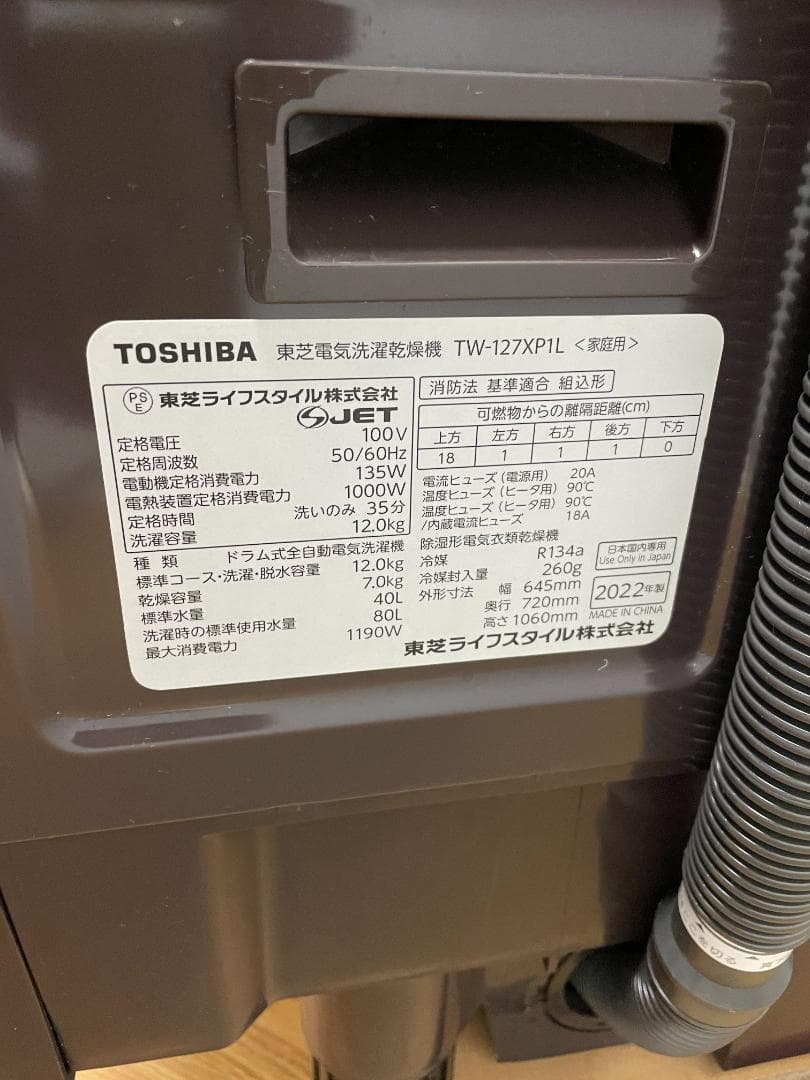 TOSHIBA 東芝電気洗濯乾燥機 TW-127XP1L <家庭用>
PSE 東芝ライフスタイル株式会社
JET
定格電圧 100V
定格周波数 50/60Hz
電動機定格消費電力 135W
電熱装置定格消費電力 1000W
定格時間 洗いのみ 35分
洗濯容量 12.0kg
種 類 ドラム式全自動電気洗濯機
標準コース・洗濯・脱水容量 12.0kg
乾燥容量 7.0kg
標準水量 40L
洗濯時の標準使用水量 80L
最大消費電力 1190W
消防法 基準適合 組込形
可燃物からの離隔距離(cm)
上方 左方 右方 後方 下方
18 1 1 1 0
電流ヒューズ(電源用) 20A
温度ヒューズ(ヒータ用) 90℃
温度ヒューズ(ヒータ用) 90℃
/内蔵電流ヒューズ 18A
除湿形電気衣類乾燥機
冷媒 R134a
冷媒封入量 260g
外形寸法 幅 645mm
奥行 720mm
高さ 1060mm
日本国内専用
Use Only in Japan
2022年製
MADE IN CHINA
東芝ライフスタイル株式会社
ここを切る